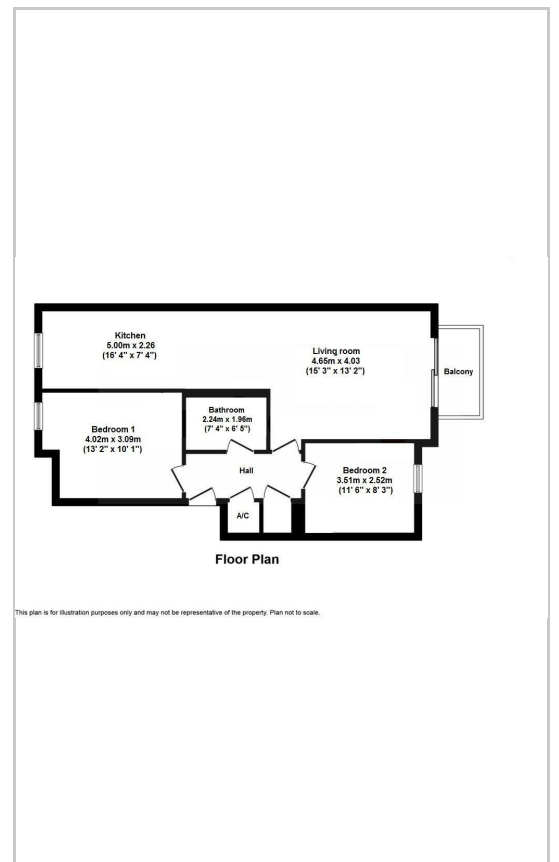 Kitchen
5.00m x 2.26
(16' 4" x 7' 4")
Living room
4.65m x 4.03
(15' 3" x 13' 2")
Balcony
Bathroom
2.24m x 1.96m
(7' 4" x 6' 5")
Bedroom 1
4.02m x 3.09m
(13' 2" x 10' 1")
Hall
Bedroom 2
3.51m x 2.52m
(11' 6" x 8' 3")
A/C
Floor Plan
This plan is for illustration purposes only and may not be representative of the property. Plan not to scale.